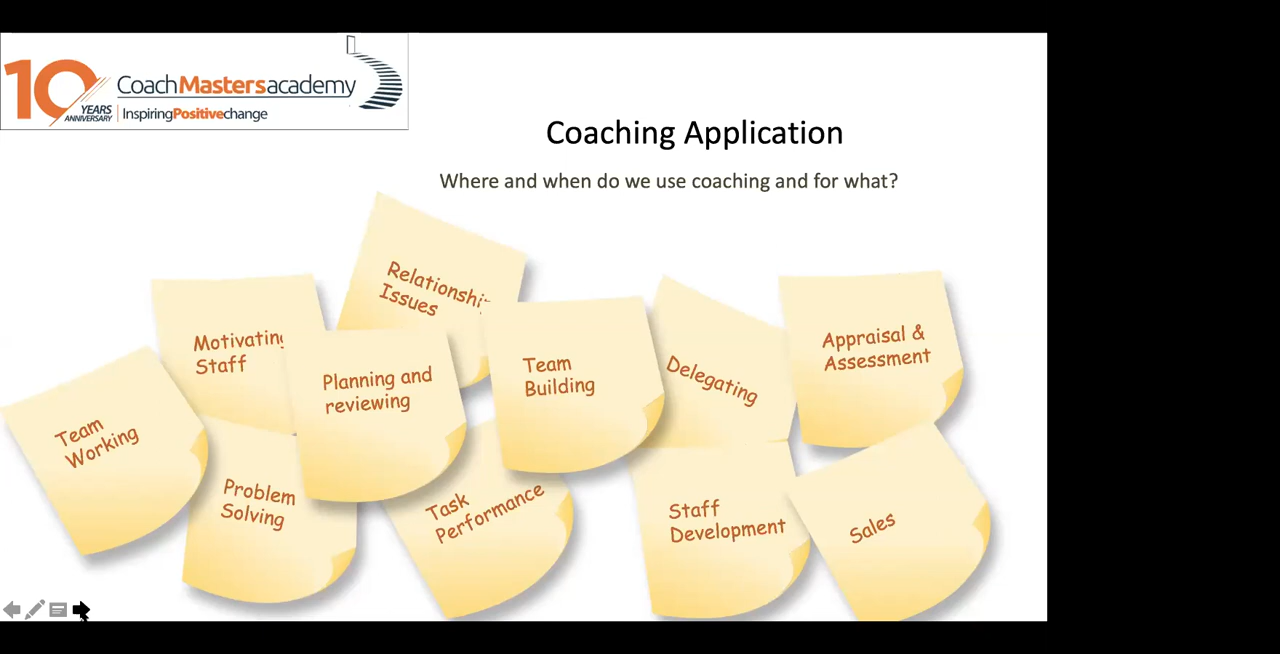 10
YEARS
ANNIVERSARY
CoachMastersacademy
InspiringPositivechange
Coaching Application
Where and when do we use coaching and for what?
Relationshi
Issues
Motivating
Staff
Planning and
reviewing
Team
Building
Delegating
Appraisal &
Assessment
Team
Working
Problem
Solving
Task
Performance
Staff
Development
Sales